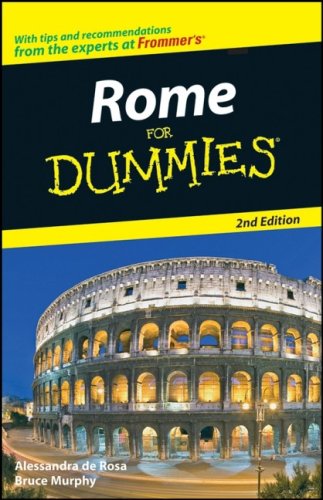 With tips and recommendations
from the experts at Frommer's®
Rome
FOR
DUMMIES®
2nd Edition
Alessandra de Rosa
Bruce Murphy